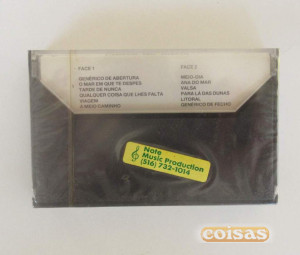 FACE 1
GENÉRICO DE ABERTURA
O MAR EM QUE TE DESPES
TARDE DE NUNCA
QUALQUER COISA QUE LHES FALTA
VIAGEM
A MEIO CAMINHO
FACE 2
MEIO-DIA
ANA DO MAR
VALSA
PARA LÁ DAS DUNAS
LITORAL
GENÉRICO DE FECHO
Note
Music Production
(516) 732-1014
coisas